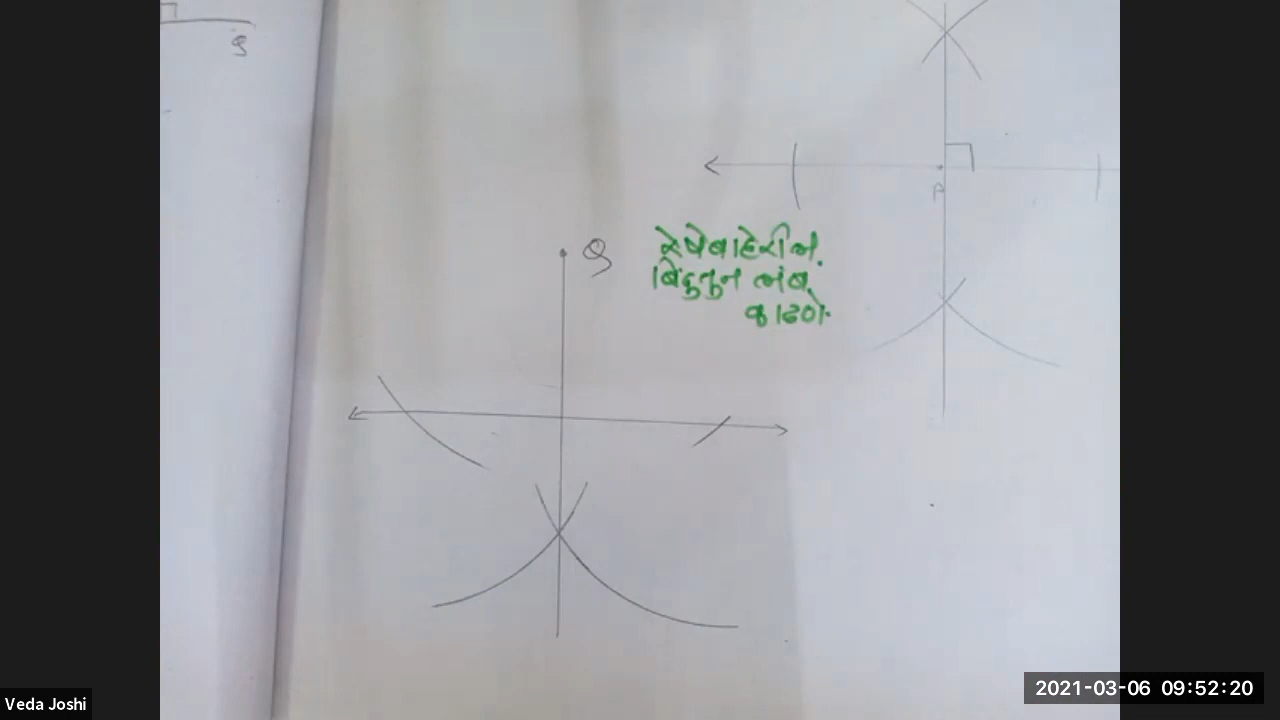 Q
P
Q
रेषेबाहेरील
बिंदुतुन लंब
काढणे
Veda Joshi
2021-03-06 09:52:20